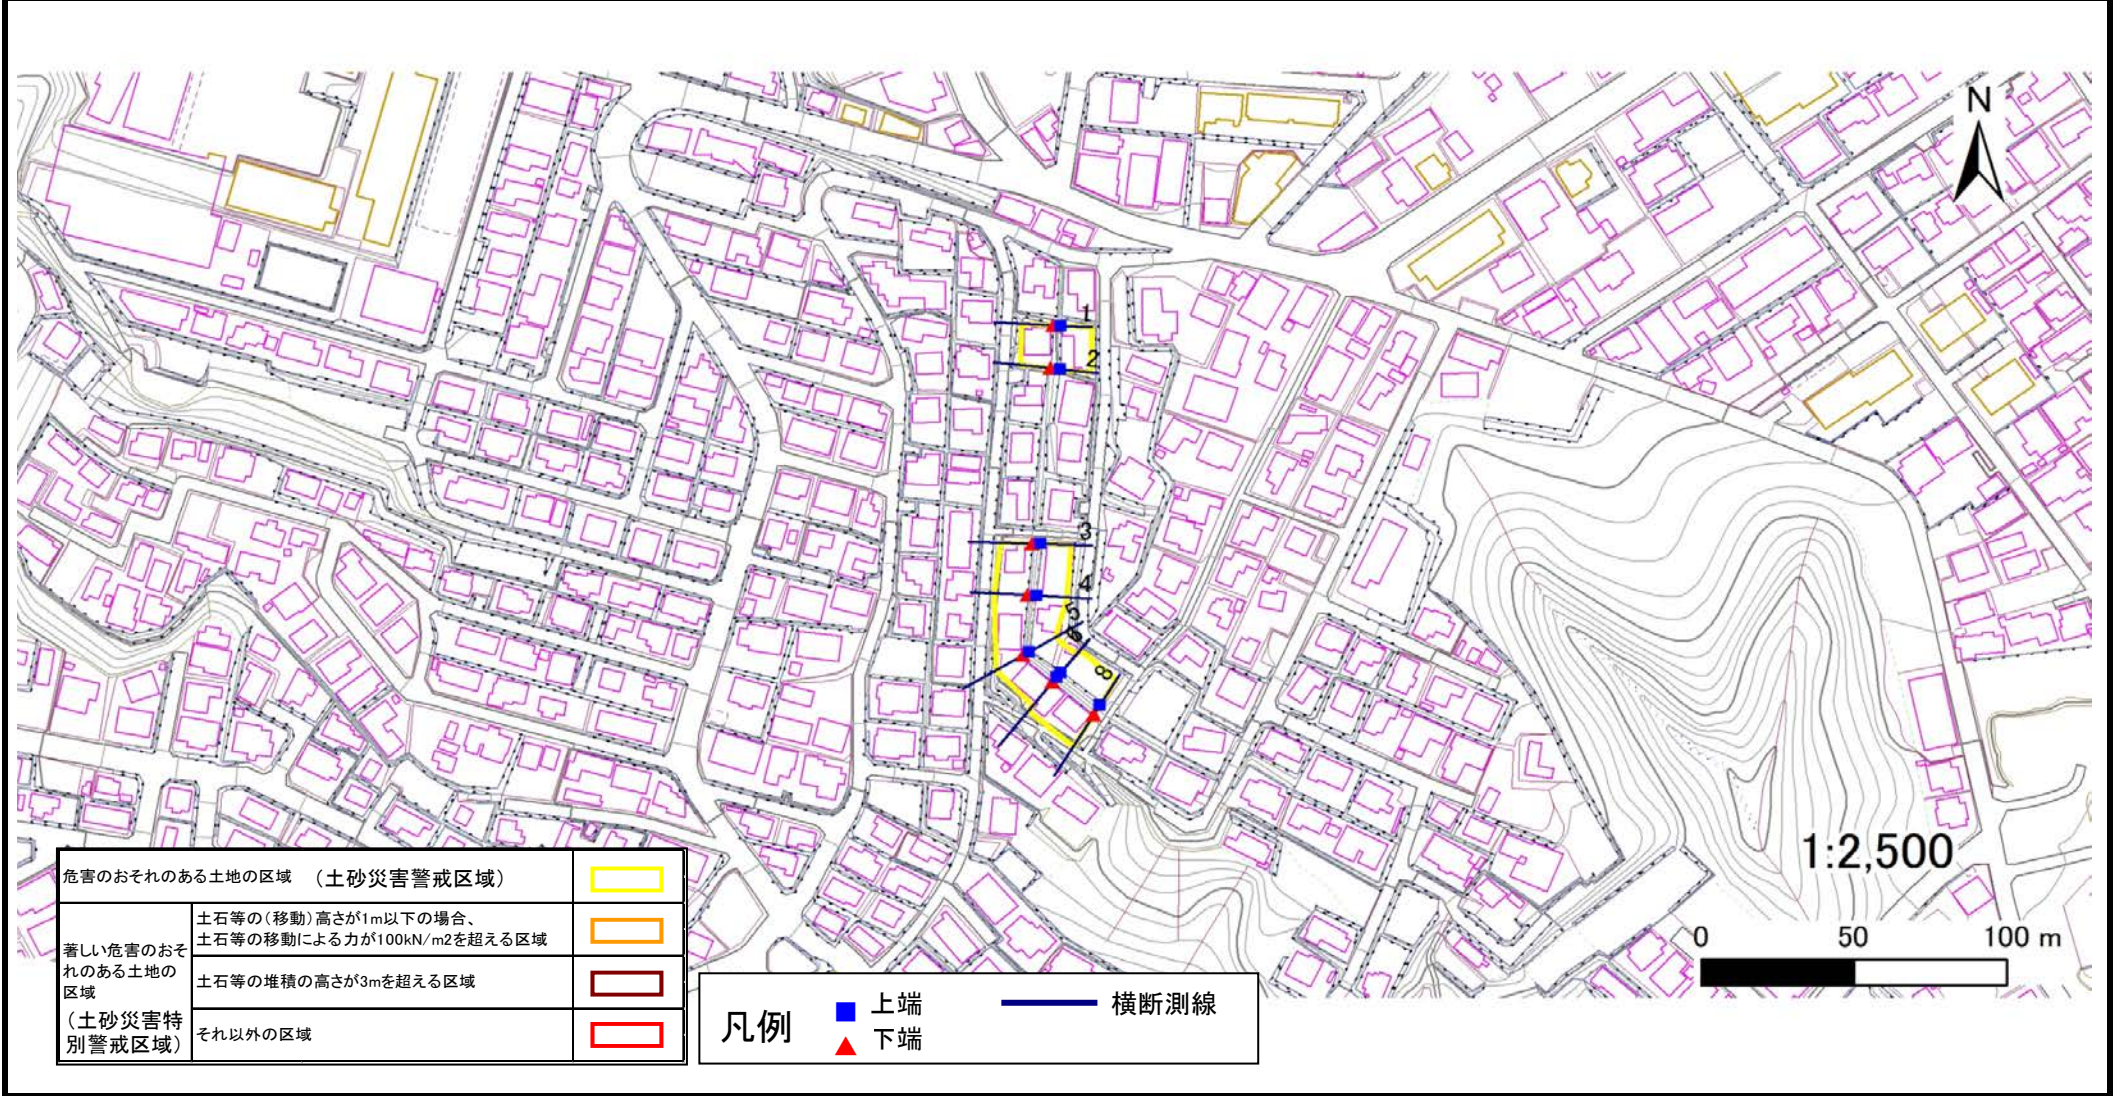 N
1
2
3
4
5
6
8
1:2,500
0 50 100 m
危害のおそれのある土地の区域 (土砂災害警戒区域)
著しい危害のおそ
れのある土地の
区域
(土砂災害特
別警戒区域)
土石等の(移動)高さが1m以下の場合、
土石等の移動による力が100kN/m2を超える区域
土石等の堆積の高さが3mを超える区域
それ以外の区域
凡例
上端
下端
横断測線